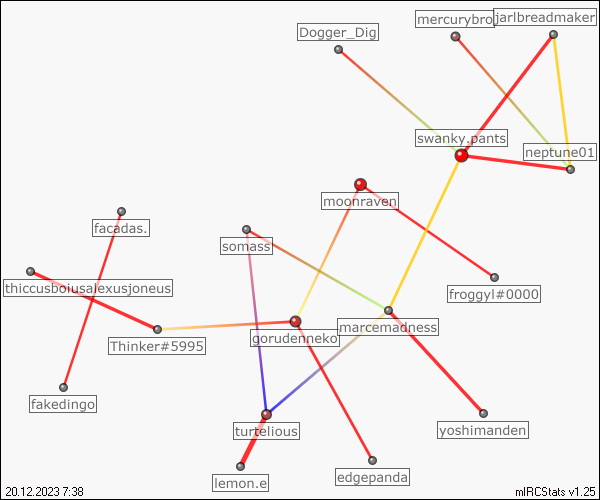 mercurybro
jarlbreadmaker
Dogger_Dig
swanky.pants
neptune01
moonraven
facadas.
somass
thiccusboiusalexusjoneus
froggyl#0000
marcemadness
gorudenneko
Thinker#5995
fakedingo
turtelious
yoshimanden
edgepanda
lemon.e
20.12.2023 7:38
mIRCStats v1.25